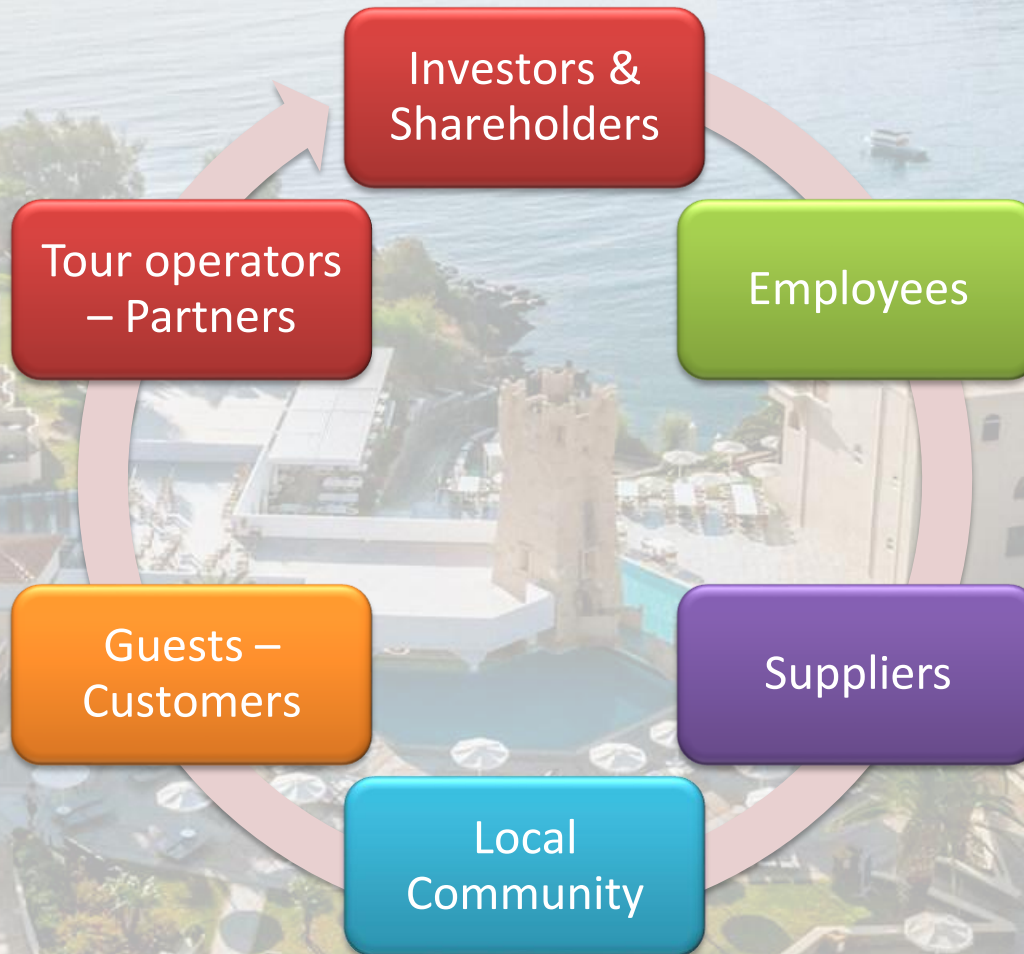 Investors &
Shareholders
Employees
Suppliers
Local
Community
Guests –
Customers
Tour operators
– Partners